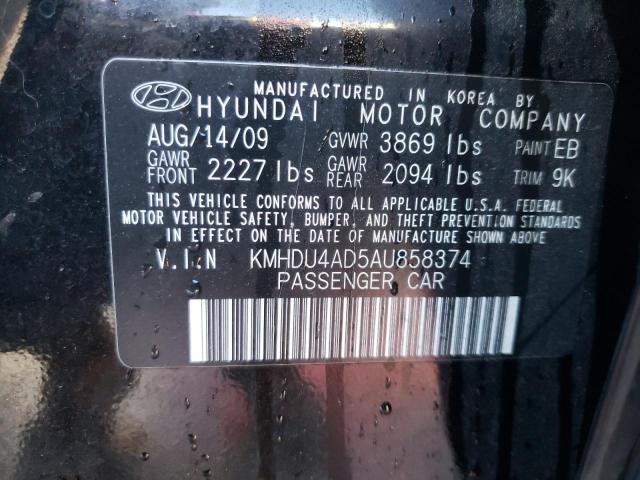 MANUFACTURED IN KOREA BY
HYUNDAI MOTOR COMPANY
AUG/14/09 GVWR 3869 lbs PAINT EB
GAWR FRONT 2227 lbs GAWR REAR 2094 lbs TRIM 9K
THIS VEHICLE CONFORMS TO ALL APPLICABLE U.S.A. FEDERAL
MOTOR VEHICLE SAFETY, BUMPER, AND THEFT PREVENTION STANDARDS
IN EFFECT ON THE DATE OF MANUFACTURE SHOWN ABOVE.
V.I.N KMHDU4AD5AU858374
PASSENGER CAR